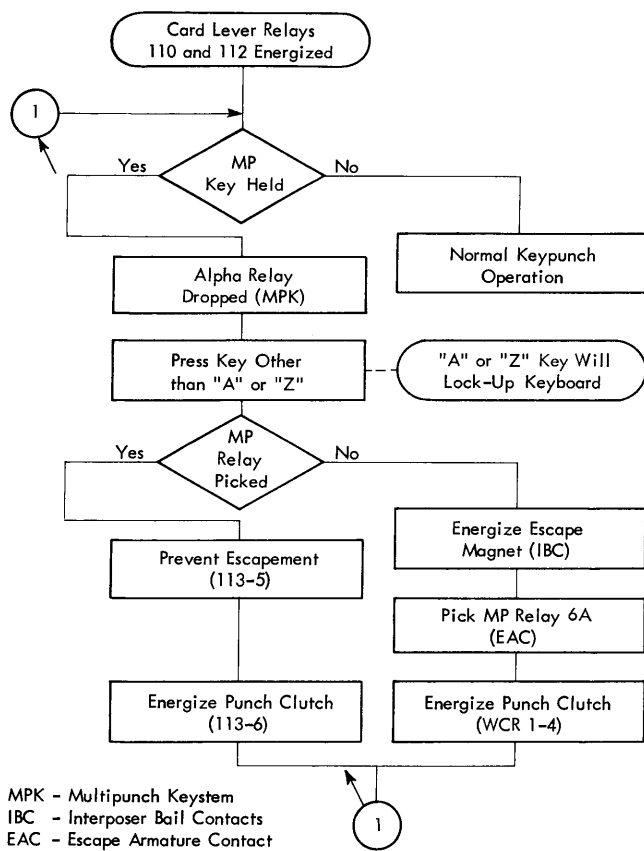 Card Lever Relays
110 and 112 Energized
1
Yes
MP
Key Held
No
Alpha Relay
Dropped (MPK)
Normal Keypunch
Operation
Press Key Other
than "A" or "Z"
"A" or "Z" Key Will
Lock-Up Keyboard
Yes
MP
Relay
Picked
No
Prevent Escapement
(113-5)
Energize Escape
Magnet (IBC)
Pick MP Relay 6A
(EAC)
Energize Punch Clutch
(113-6)
Energize Punch Clutch
(WCR 1-4)
1
MPK - Multipunch Keystem
IBC - Interposer Bail Contacts
EAC - Escape Armature Contact